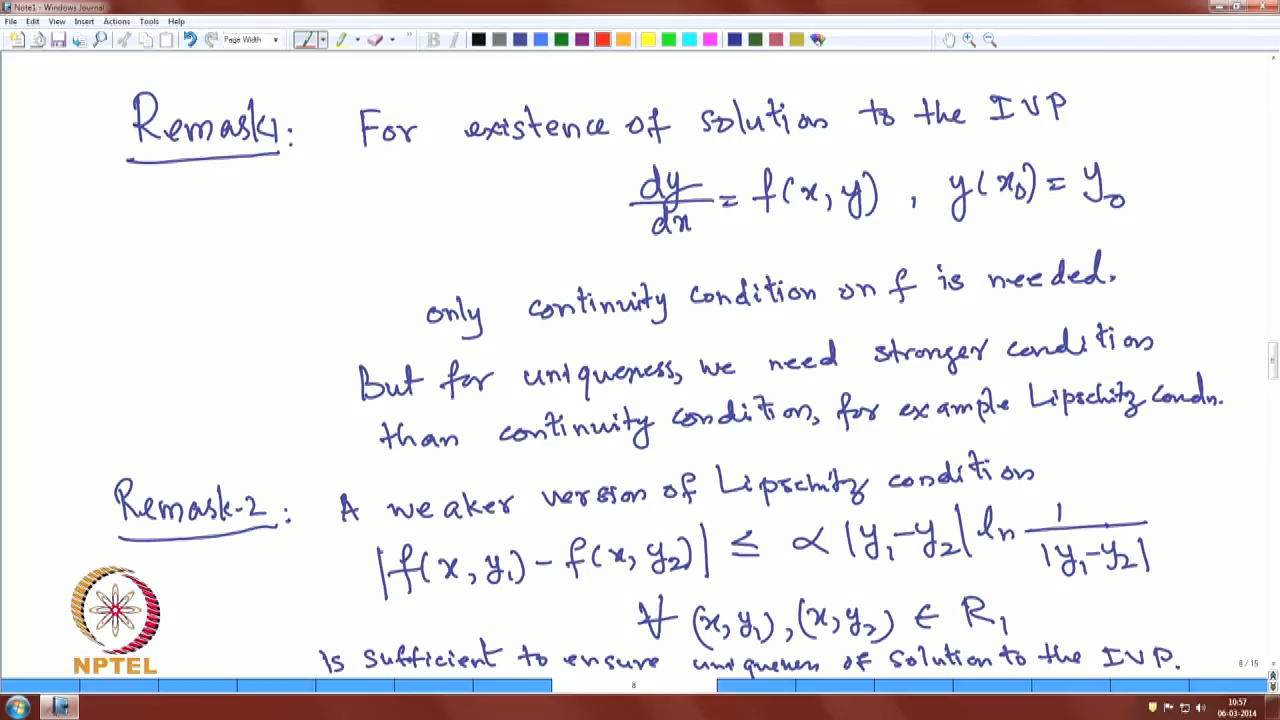 Note1 - Windows Journal
File Edit View Insert Actions Tools Help
Page Width
Remark1: For existence of solution to the IVP
dy/dx = f(x, y) , y(x₀) = y₀
only continuity condition on f is needed.
But for uniqueness, we need stronger condition
than continuity condition, for example Lipschitz condn.
Remark-2: A weaker version of Lipschitz condition
|f(x, y₁) - f(x, y₂)| ≤ α |y₁-y₂| ln 1/|y₁-y₂|
∀ (x, y₁), (x, y₂) ∈ R₁
is sufficient to ensure uniqueness of solution to the IVP.
NPTEL
8 / 15
8
10:57
06-03-2014